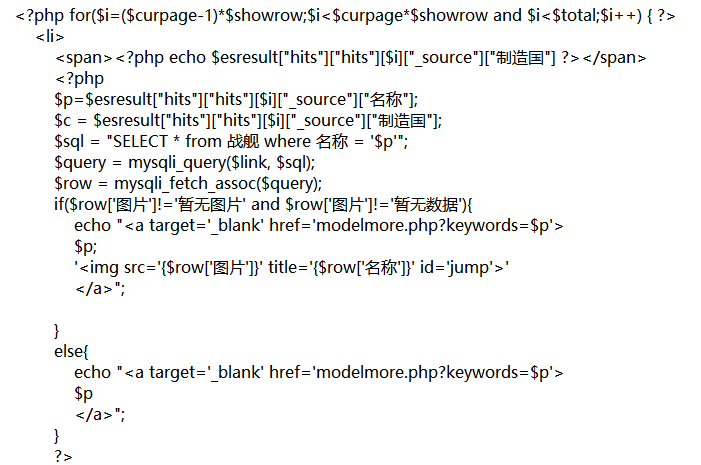 <?php for($i=($curpage-1)*$showrow;$i<$curpage*$showrow and $i<$total;$i++) { ?>
<li>
<span><?php echo $esresult["hits"]["hits"][$i]["_source"]["制造国"] ?></span>
<?php
$p=$esresult["hits"]["hits"][$i]["_source"]["名称"];
$c = $esresult["hits"]["hits"][$i]["_source"]["制造国"];
$sql = "SELECT * from 战舰 where 名称 = '$p'";
$query = mysqli_query($link, $sql);
$row = mysqli_fetch_assoc($query);
if($row['图片']!='暂无图片' and $row['图片']!='暂无数据'){
echo "<a target='_blank' href='modelmore.php?keywords=$p'>
$p;
'<img src='{$row['图片']}' title='{$row['名称']}' id='jump'>'
</a>";
}
else{
echo "<a target='_blank' href='modelmore.php?keywords=$p'>
$p
</a>";
}
?>